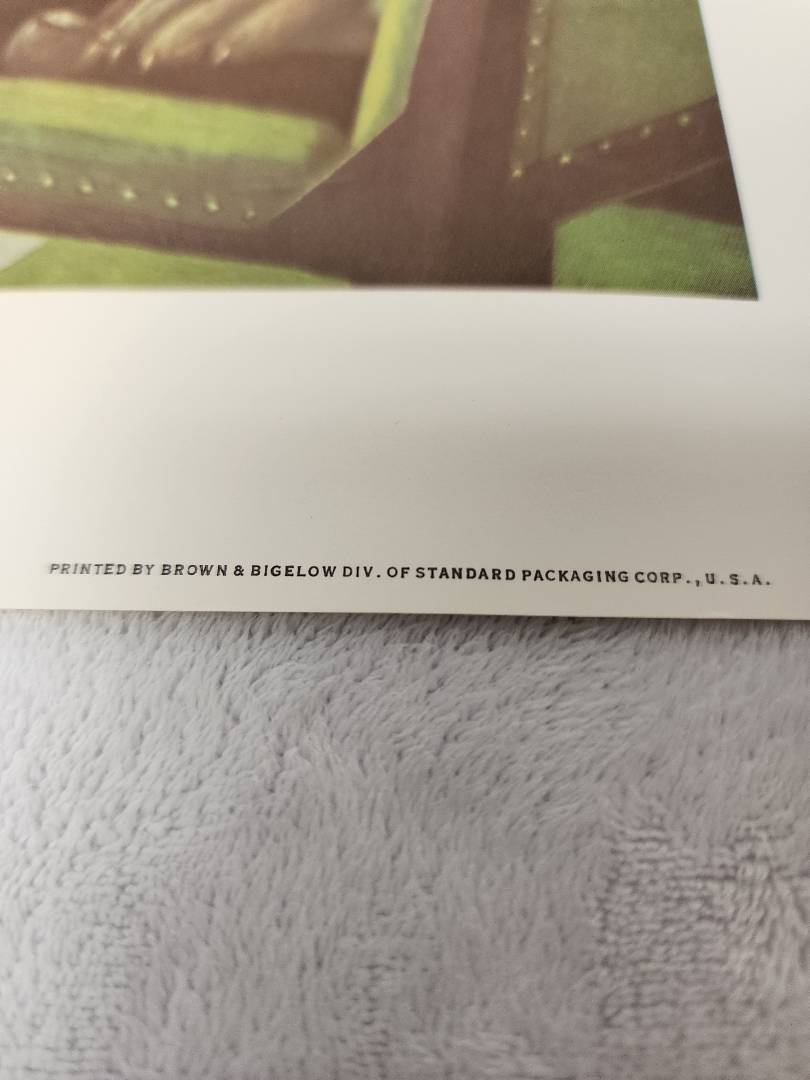 PRINTED BY BROWN & BIGELOW DIV. OF STANDARD PACKAGING CORP., U.S.A.